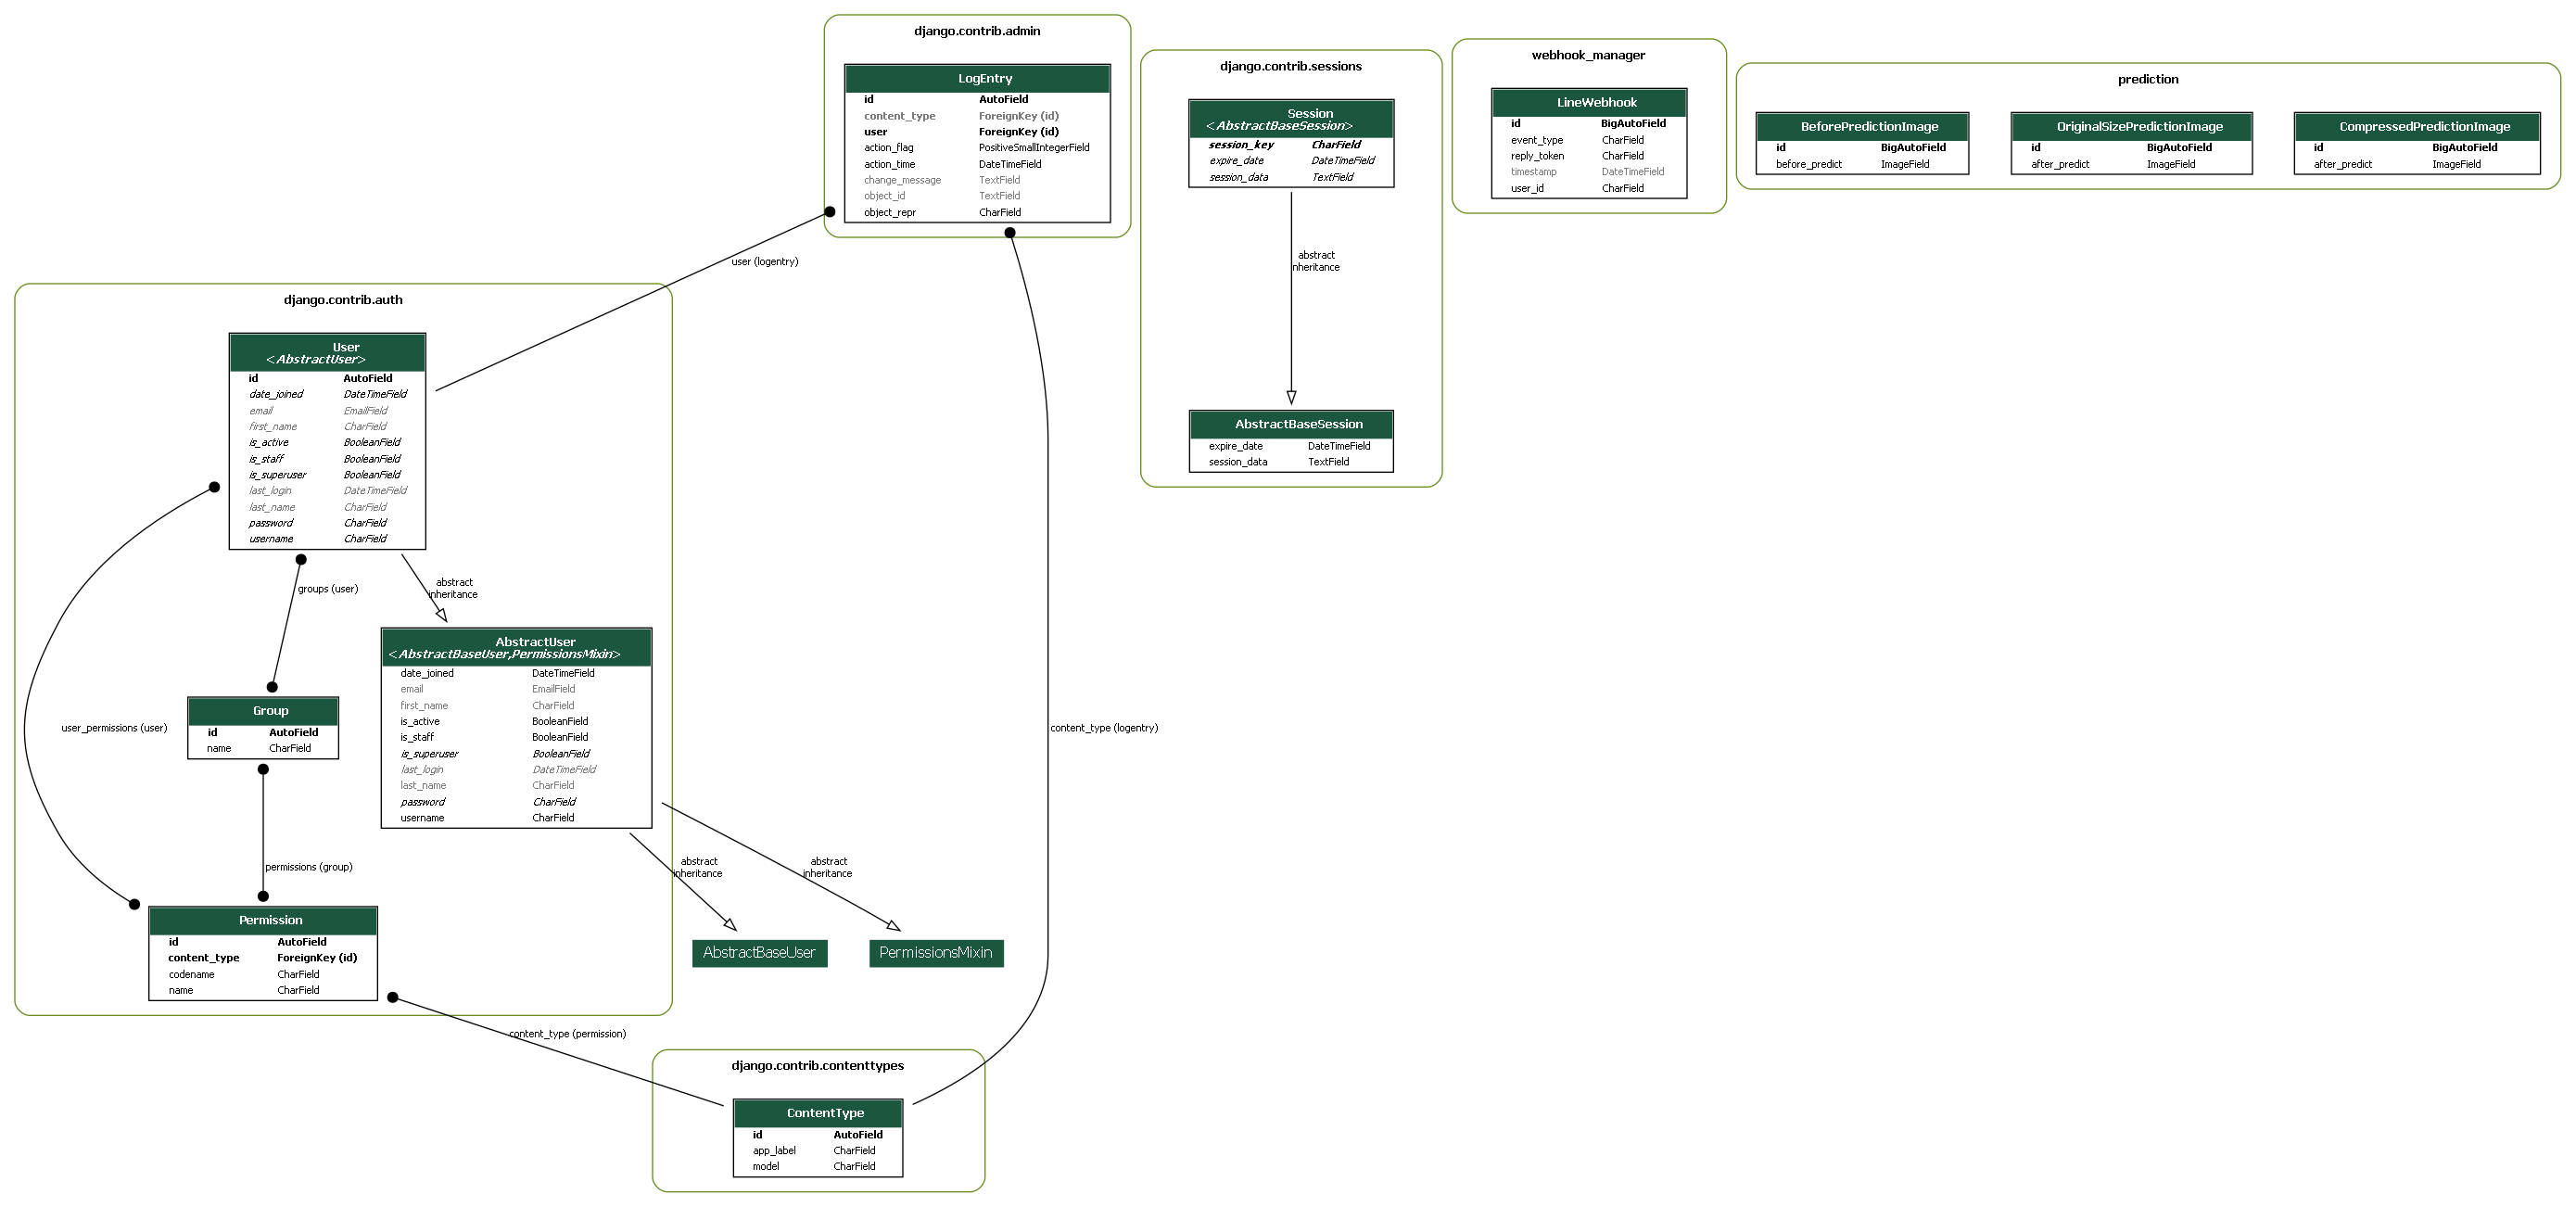 django.contrib.admin
LogEntry
id AutoField
content_type ForeignKey (id)
user ForeignKey (id)
action_flag PositiveSmallIntegerField
action_time DateTimeField
change_message TextField
object_id TextField
object_repr CharField
django.contrib.sessions
Session
<AbstractBaseSession>
session_key CharField
expire_date DateTimeField
session_data TextField
abstract
inheritance
AbstractBaseSession
expire_date DateTimeField
session_data TextField
webhook_manager
LineWebhook
id BigAutoField
event_type CharField
reply_token CharField
timestamp DateTimeField
user_id CharField
prediction
BeforePredictionImage
id BigAutoField
before_predict ImageField
OriginalSizePredictionImage
id BigAutoField
after_predict ImageField
CompressedPredictionImage
id BigAutoField
after_predict ImageField
user (logentry)
django.contrib.auth
User
<AbstractUser>
id AutoField
date_joined DateTimeField
email EmailField
first_name CharField
is_active BooleanField
is_staff BooleanField
is_superuser BooleanField
last_login DateTimeField
last_name CharField
password CharField
username CharField
groups (user)
abstract
inheritance
AbstractUser
<AbstractBaseUser,PermissionsMixin>
date_joined DateTimeField
email EmailField
first_name CharField
is_active BooleanField
is_staff BooleanField
is_superuser BooleanField
last_login DateTimeField
last_name CharField
password CharField
username CharField
Group
id AutoField
name CharField
user_permissions (user)
content_type (logentry)
permissions (group)
abstract
inheritance
abstract
inheritance
Permission
id AutoField
content_type ForeignKey (id)
codename CharField
name CharField
AbstractBaseUser
PermissionsMixin
content_type (permission)
django.contrib.contenttypes
ContentType
id AutoField
app_label CharField
model CharField